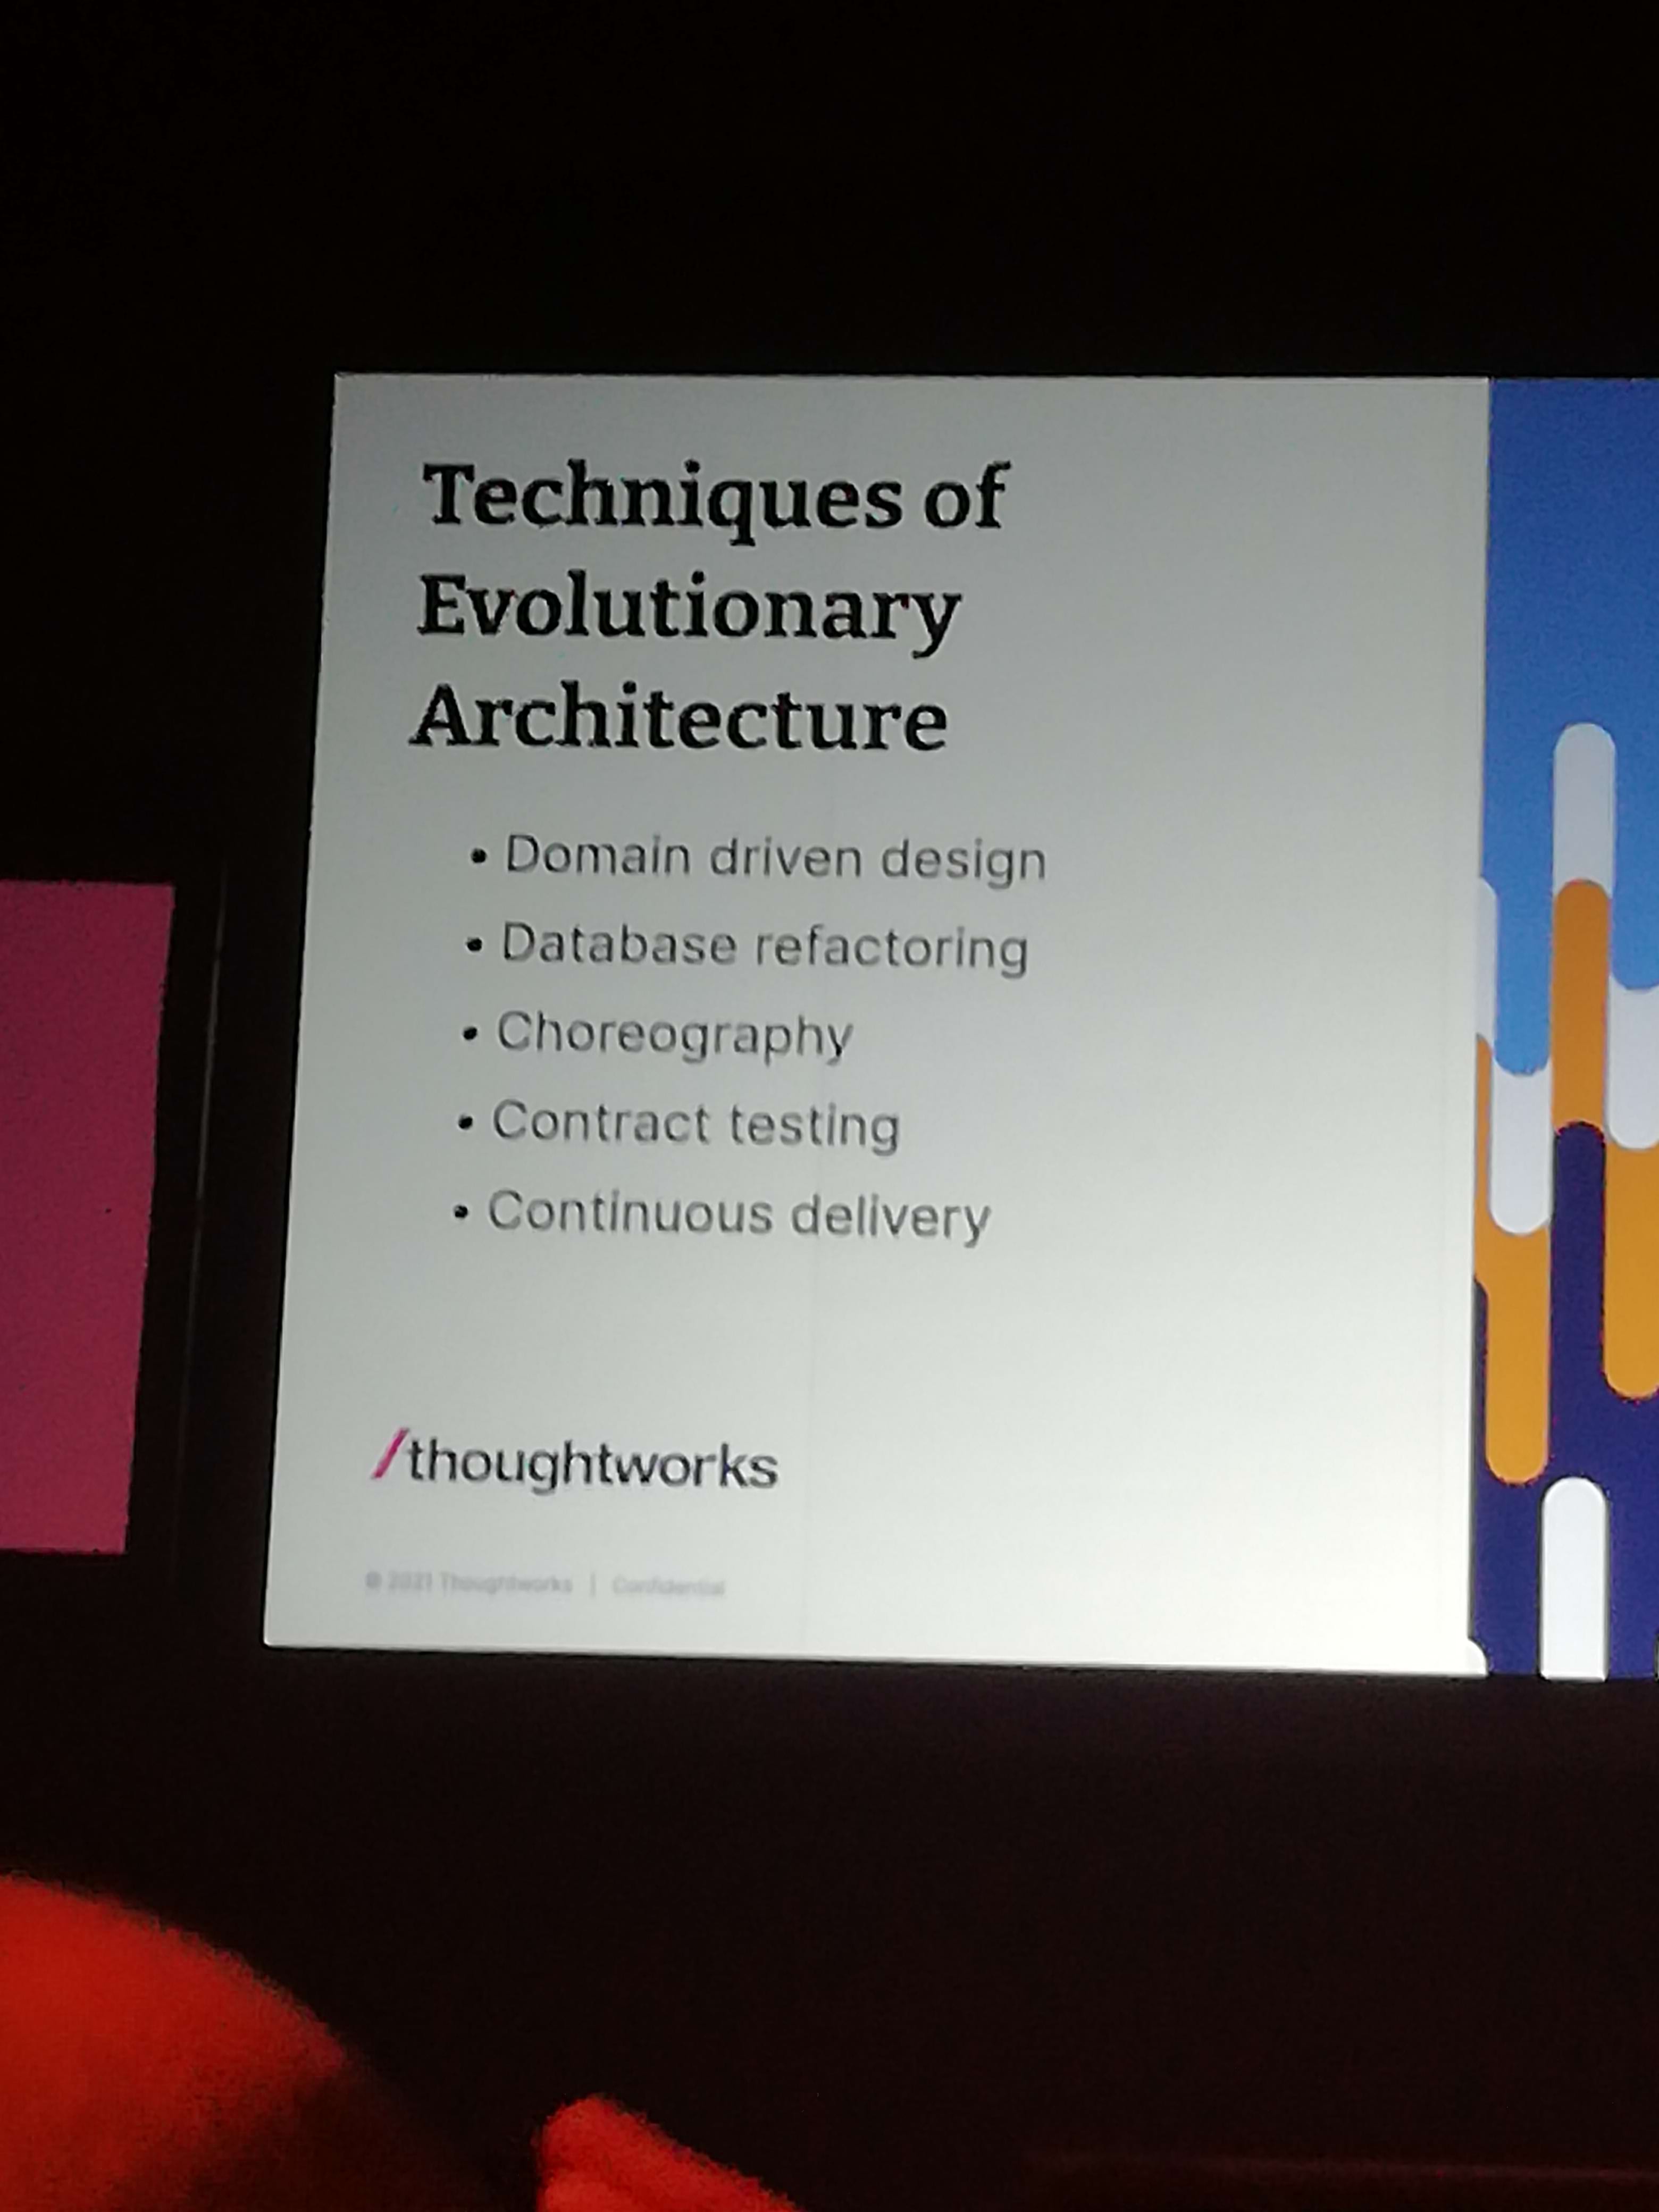 Techniques of
Evolutionary
Architecture
• Domain driven design
• Database refactoring
• Choreography
• Contract testing
• Continuous delivery
/thoughtworks
© 2021 Thoughtworks | Confidential